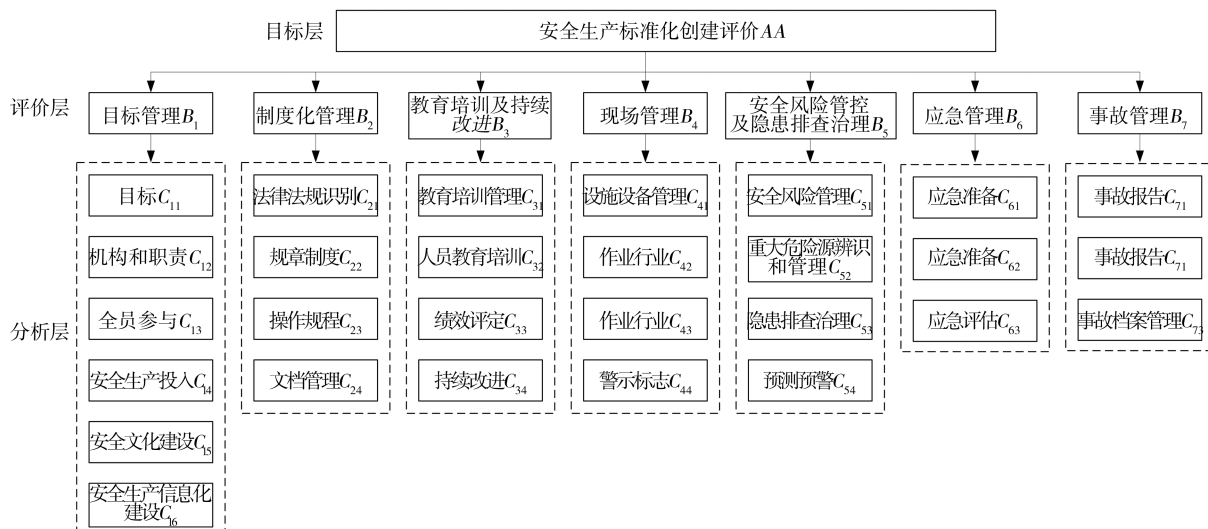 目标层
安全生产标准化创建评价AA
评价层
目标管理B₁
制度化管理B₂
教育培训及持续
改进B₃
现场管理B₄
安全风险管控
及隐患排查治理B₅
应急管理B₆
事故管理B₇
分析层
目标C₁₁
机构和职责C₁₂
全员参与C₁₃
安全生产投入C₁₄
安全文化建设C₁₅
安全生产信息化
建设C₁₆
法律法规识别C₂₁
规章制度C₂₂
操作规程C₂₃
文档管理C₂₄
教育培训管理C₃₁
人员教育培训C₃₂
绩效评定C₃₃
持续改进C₃₄
设施设备管理C₄₁
作业行业C₄₂
作业行业C₄₃
警示标志C₄₄
安全风险管理C₅₁
重大危险源辨识
和管理C₅₂
隐患排查治理C₅₃
预测预警C₅₄
应急准备C₆₁
应急准备C₆₂
应急评估C₆₃
事故报告C₇₁
事故报告C₇₁
事故档案管理C₇₃